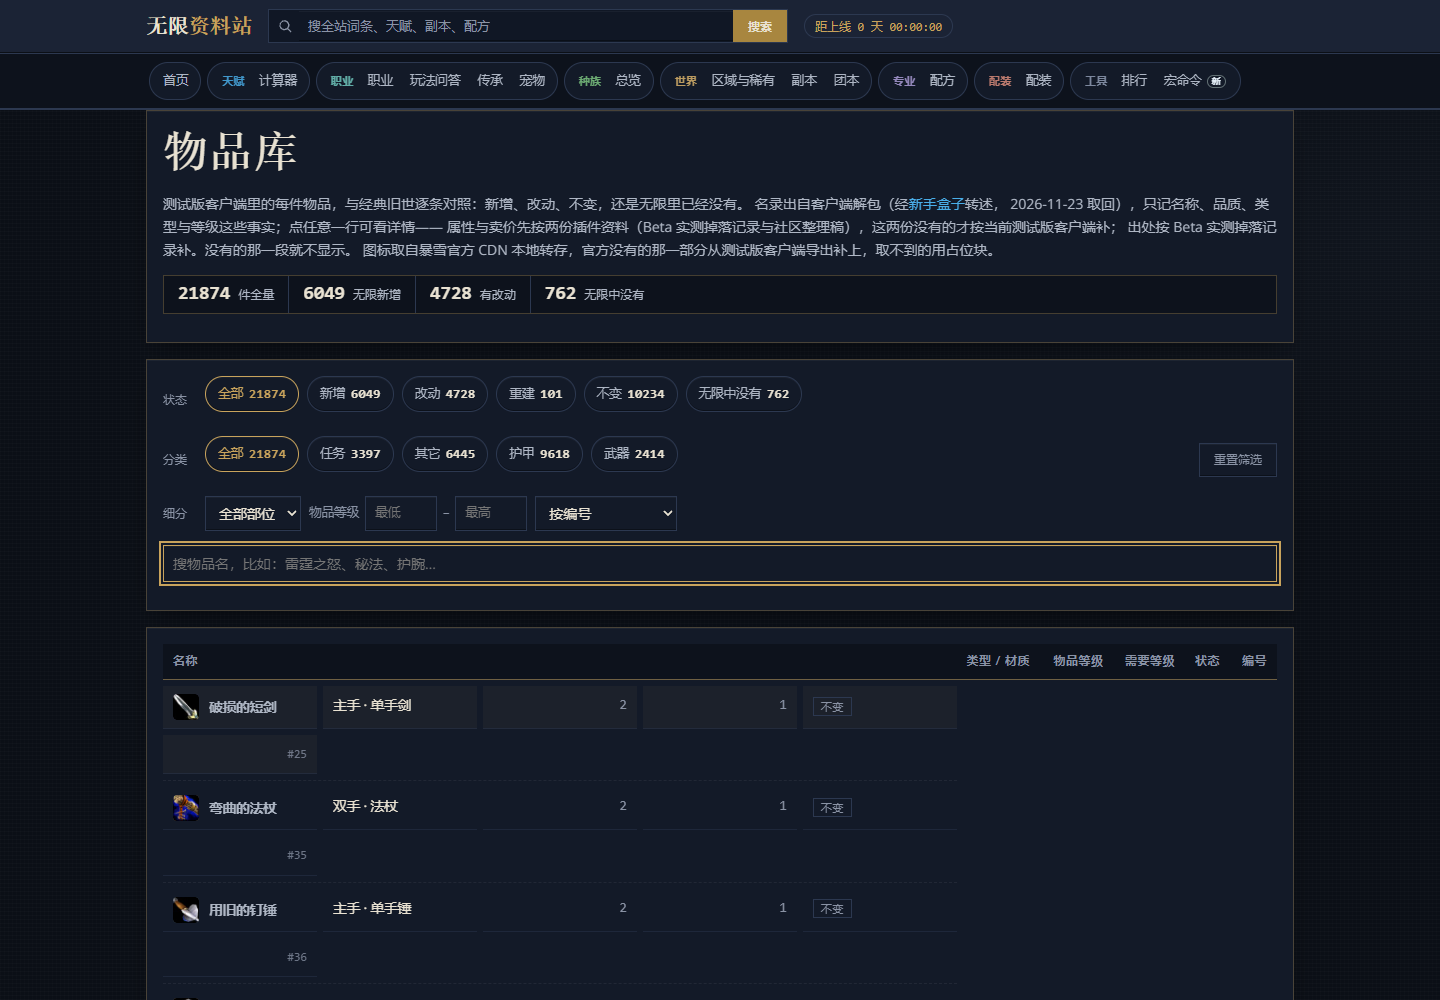 无限资料站 搜全站词条、天赋、副本、配方 搜索 距上线 0 天 00:00:00
首页 天赋 计算器 职业 职业 玩法问答 传承 宠物 种族 总览 世界 区域与稀有 副本 团本 专业 配方 配装 配装 工具 排行 宏命令 新
物品库
测试版客户端里的每件物品，与经典旧世逐条对照：新增、改动、不变，还是无限里已经没有。 名录出自客户端解包（经新手盒子转述， 2026-11-23 取回），只记名称、品质、类
型与等级这些事实；点任意一行可看详情—— 属性与卖价先按两份插件资料（Beta 实测掉落记录与社区整理稿），这两份没有的才按当前测试版客户端补； 出处按 Beta 实测掉落记
录补。没有的那一段就不显示。 图标取自暴雪官方 CDN 本地转存，官方没有的那一部分从测试版客户端导出补上，取不到的用占位块。
21874 件全量 6049 无限新增 4728 有改动 762 无限中没有
状态 全部 21874 新增 6049 改动 4728 重建 101 不变 10234 无限中没有 762
分类 全部 21874 任务 3397 其它 6445 护甲 9618 武器 2414 重置筛选
细分 全部部位 物品等级 最低 – 最高 按编号
搜物品名，比如：雷霆之怒、秘法、护腕…
名称 类型 / 材质 物品等级 需要等级 状态 编号
破损的短剑 主手 · 单手剑 2 1 不变
#25
弯曲的法杖 双手 · 法杖 2 1 不变
#35
用旧的钉锤 主手 · 单手锤 2 1 不变
#36